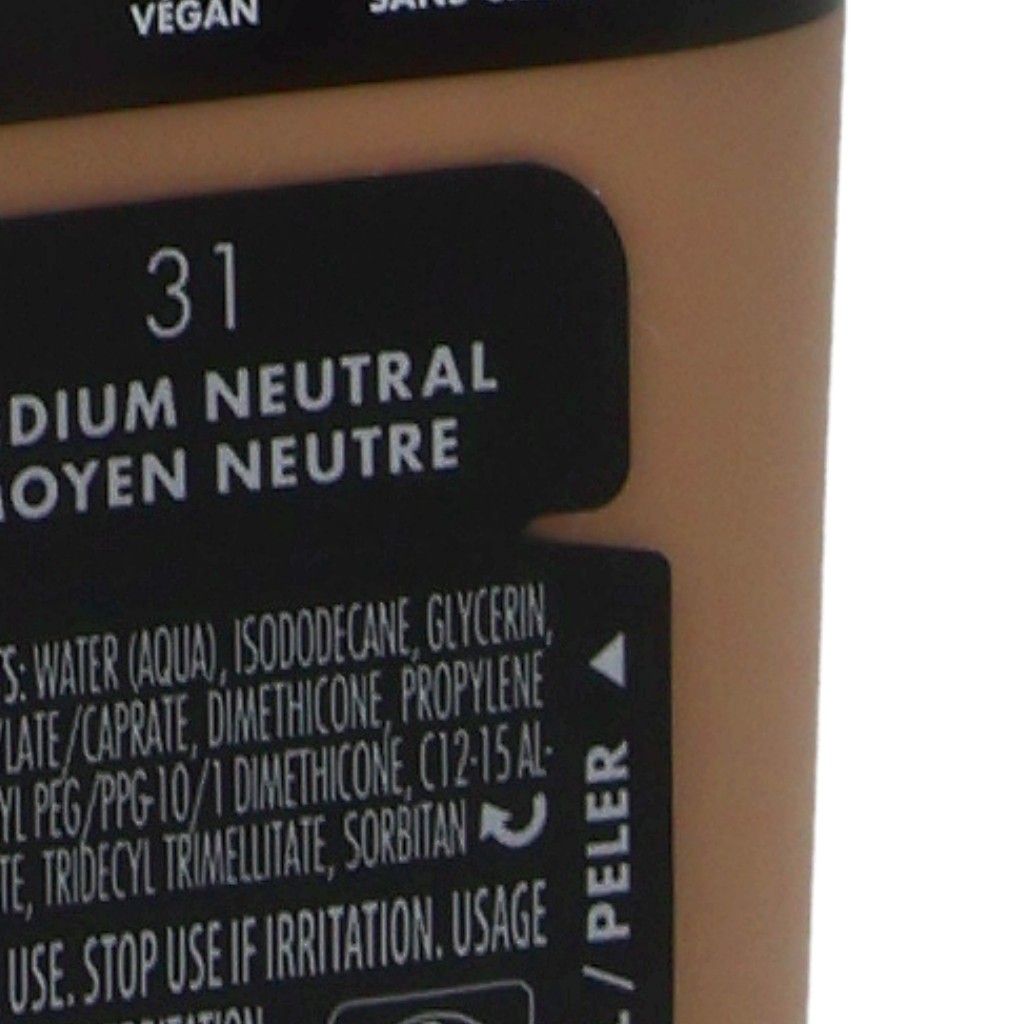 VEGAN
31
DIUM NEUTRAL
OYEN NEUTRE
S: WATER (AQUA), ISODODECANE, GLYCERIN,
LATE/CAPRATE, DIMETHICONE, PROPYLENE
YL PEG/PPG-10/1 DIMETHICONE, C12-15 AL-
TE, TRIDECYL TRIMELLITATE, SORBITAN
USE. STOP USE IF IRRITATION. USAGE
/ PELER